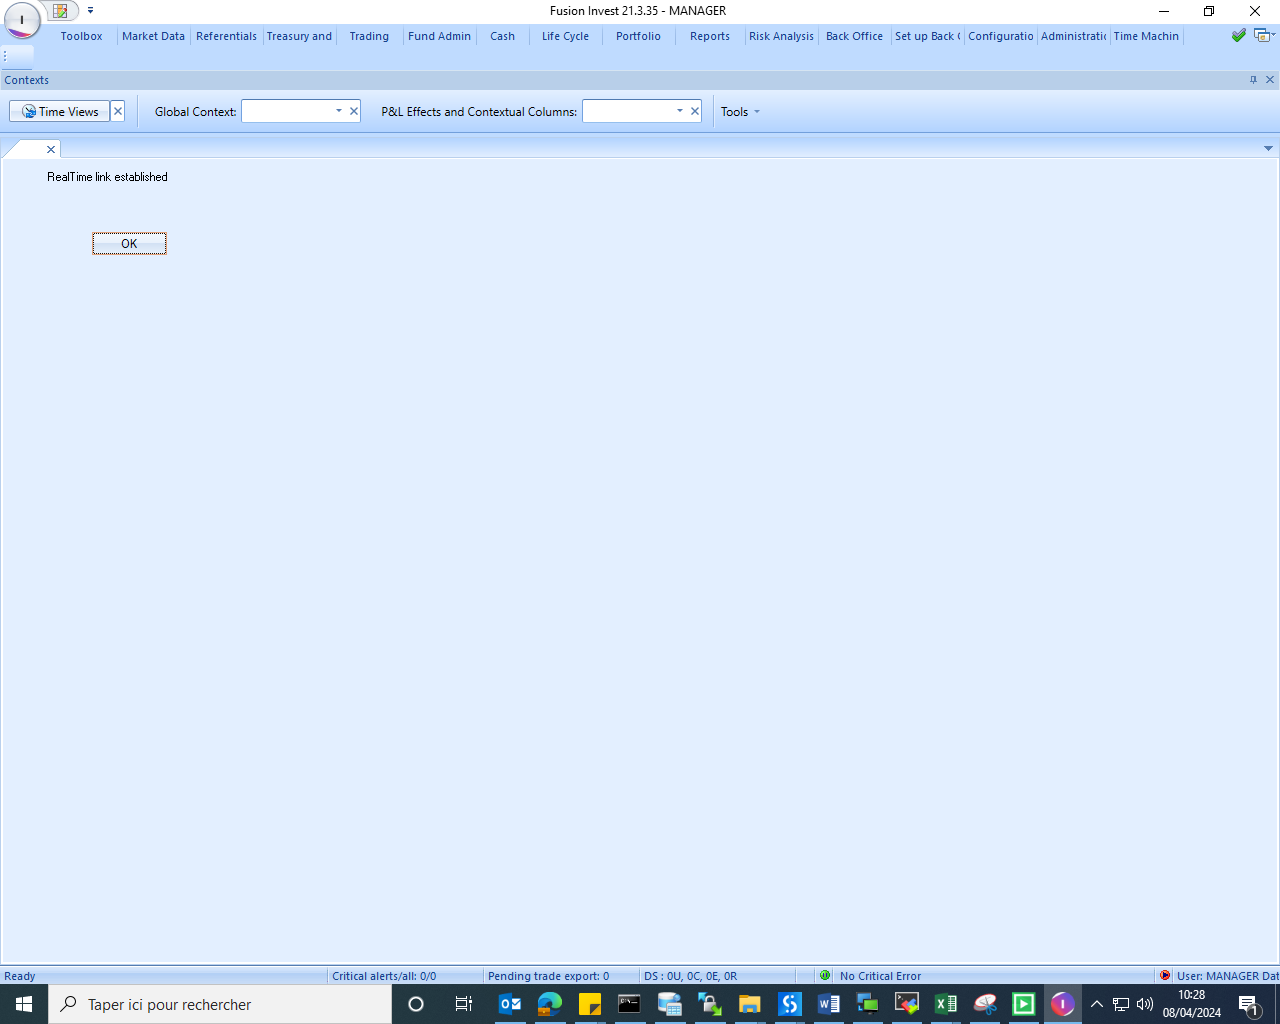 Fusion Invest 21.3.35 - MANAGER
Toolbox Market Data Referentials Treasury and Trading Fund Admin Cash Life Cycle Portfolio Reports Risk Analysis Back Office Set up Back ( Configuratio Administratio Time Machin
Contexts
Time Views Global Context: P&L Effects and Contextual Columns: Tools
RealTime link established
OK
Ready Critical alerts/all: 0/0 Pending trade export: 0 DS : 0U, 0C, 0E, 0R No Critical Error User: MANAGER Dat
Taper ici pour rechercher
10:28
08/04/2024
1